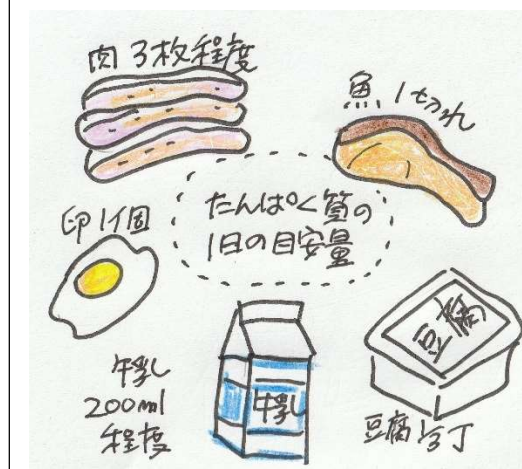 肉3枚程度
魚1切れ
たんぱく質の
1日の目安量
卵1個
牛乳
200ml
程度
牛乳
豆腐
豆腐1/3丁